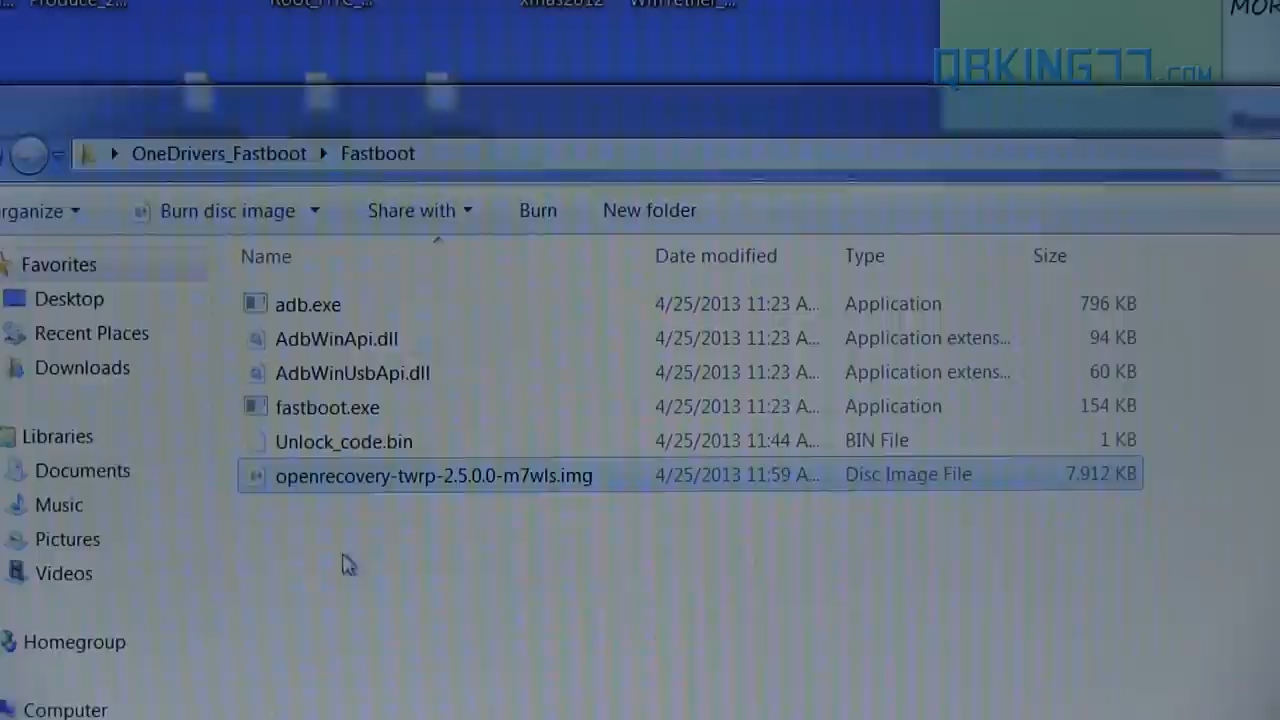 Produce_2...
Root_HTC_...
xmas2012
WifiTether_...
MOR
QBKING77.COM
OneDrivers_Fastboot
Fastboot
rganize
Burn disc image
Share with
Burn
New folder
Name
Date modified
Type
Size
Favorites
Desktop
Recent Places
Downloads
Libraries
Documents
Music
Pictures
Videos
Homegroup
Computer
adb.exe 4/25/2013 11:23 A... Application 796 KB
AdbWinApi.dll 4/25/2013 11:23 A... Application extens... 94 KB
AdbWinUsbApi.dll 4/25/2013 11:23 A... Application extens... 60 KB
fastboot.exe 4/25/2013 11:23 A... Application 154 KB
Unlock_code.bin 4/25/2013 11:44 A... BIN File 1 KB
openrecovery-twrp-2.5.0.0-m7wls.img 4/25/2013 11:59 A... Disc Image File 7,912 KB